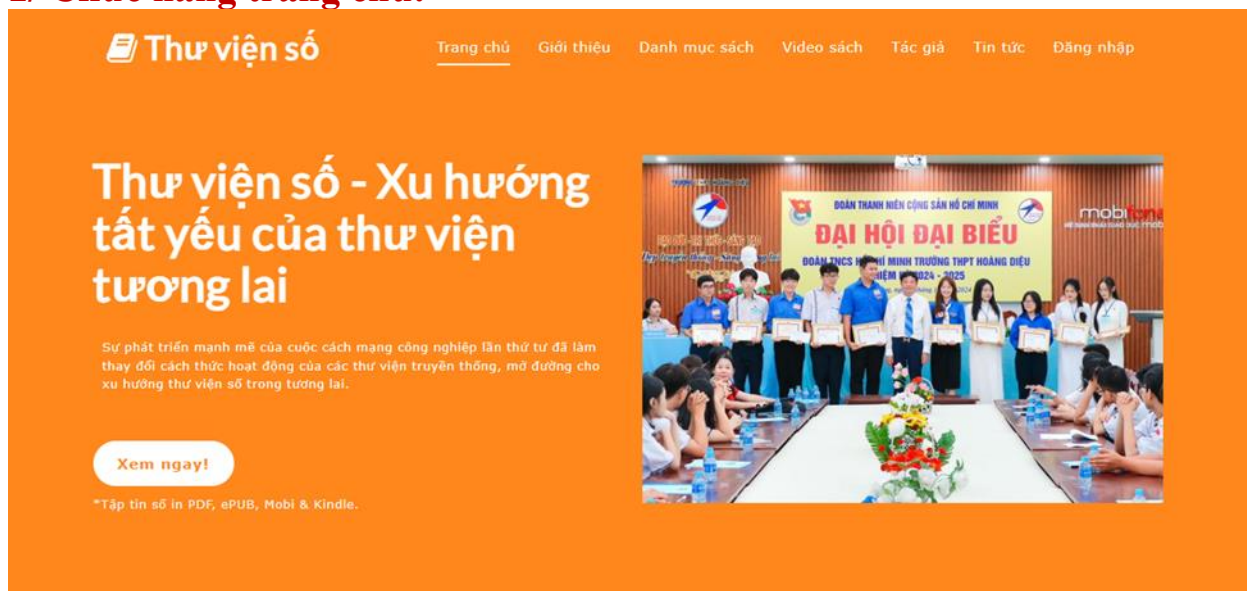 Thư viện số
Trang chủ Giới thiệu Danh mục sách Video sách Tác giả Tin tức Đăng nhập
Thư viện số - Xu hướng
tất yếu của thư viện
tương lai
Sự phát triển mạnh mẽ của cuộc cách mạng công nghiệp lần thứ tư đã làm
thay đổi cách thức hoạt động của các thư viện truyền thống, mở đường cho
xu hướng thư viện số trong tương lai.
Xem ngay!
*Tập tin số in PDF, ePUB, Mobi & Kindle.
ĐOÀN THANH NIÊN CỘNG SẢN HỒ CHÍ MINH
ĐẠI HỘI ĐẠI BIỂU
ĐOÀN TNCS CHÍ MINH TRƯỜNG THPT HOÀNG DIỆU
2024 - 2025
mobifone